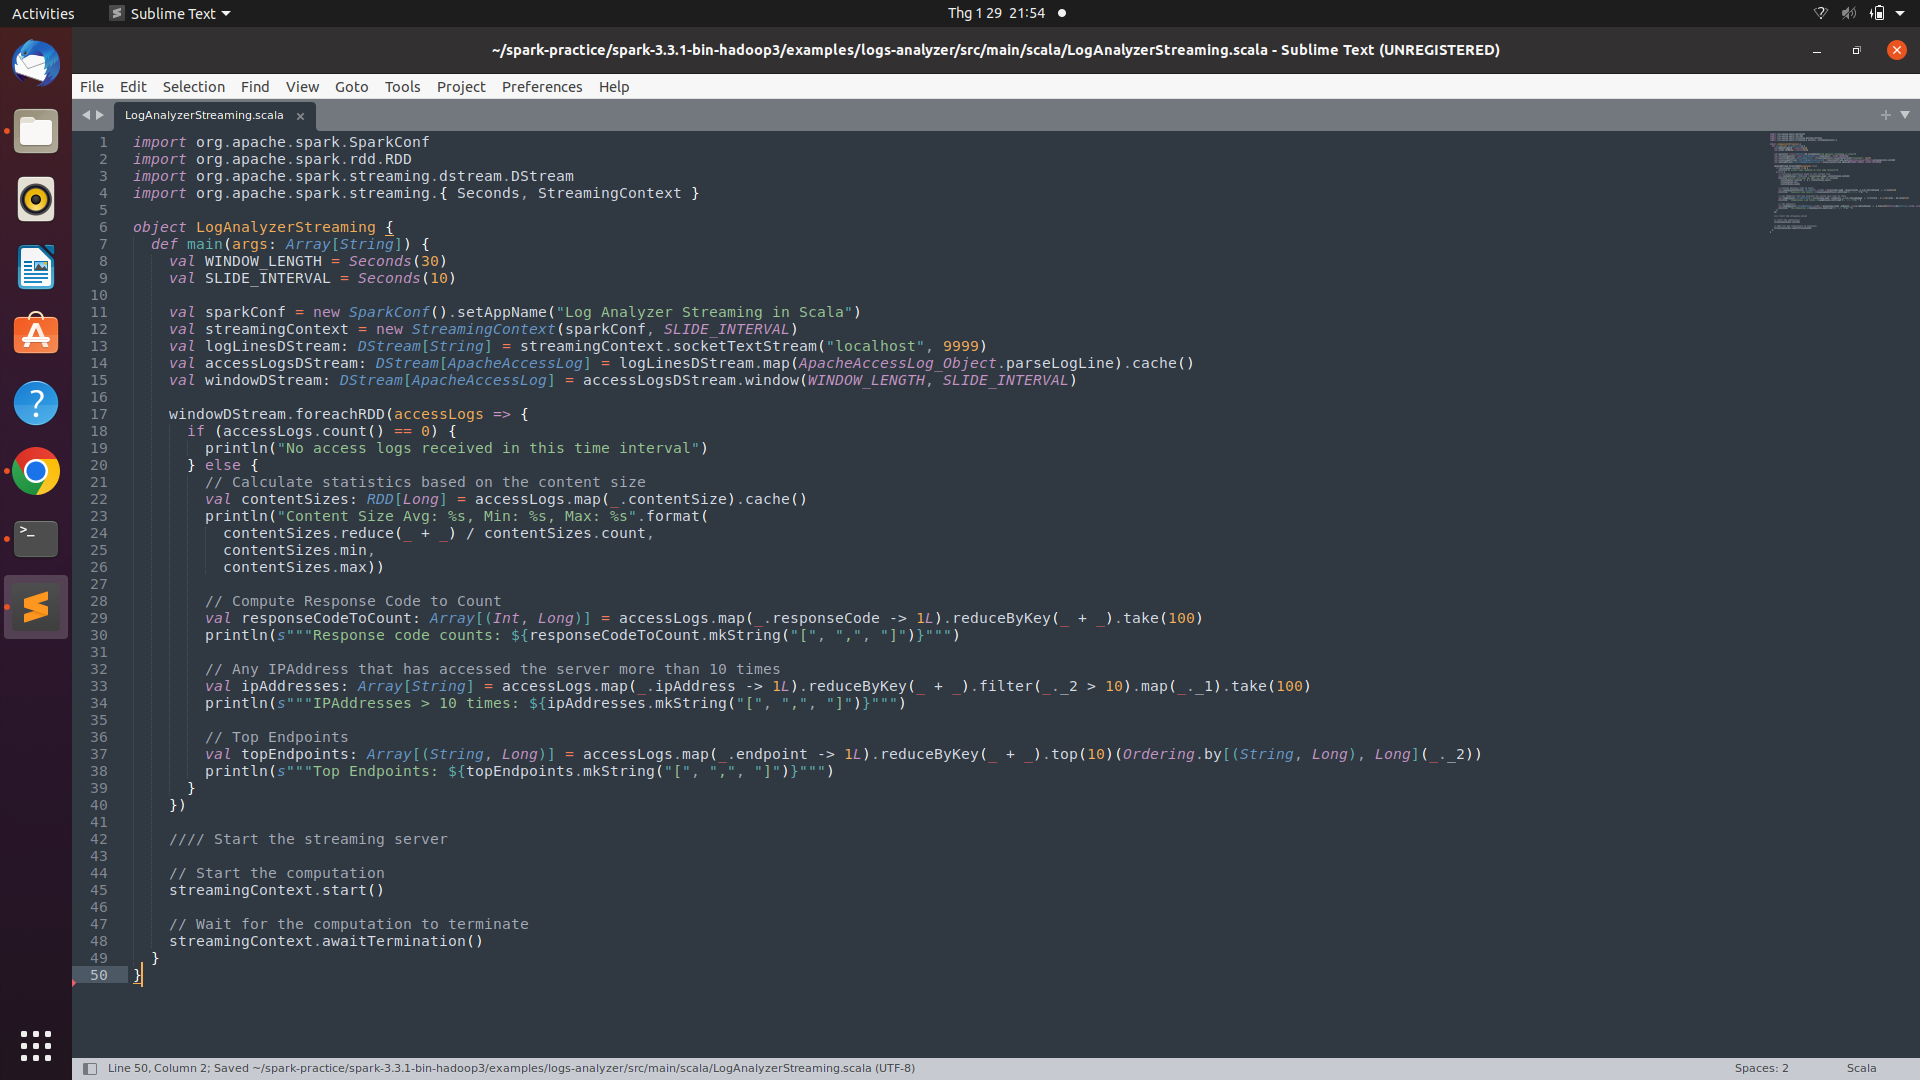 Activities
Sublime Text
Thg 1 29 21:54
~/spark-practice/spark-3.3.1-bin-hadoop3/examples/logs-analyzer/src/main/scala/LogAnalyzerStreaming.scala - Sublime Text (UNREGISTERED)
File Edit Selection Find View Goto Tools Project Preferences Help
LogAnalyzerStreaming.scala
1 import org.apache.spark.SparkConf
2 import org.apache.spark.rdd.RDD
3 import org.apache.spark.streaming.dstream.DStream
4 import org.apache.spark.streaming.{ Seconds, StreamingContext }
5
6 object LogAnalyzerStreaming {
7   def main(args: Array[String]) {
8     val WINDOW_LENGTH = Seconds(30)
9     val SLIDE_INTERVAL = Seconds(10)
10
11     val sparkConf = new SparkConf().setAppName("Log Analyzer Streaming in Scala")
12     val streamingContext = new StreamingContext(sparkConf, SLIDE_INTERVAL)
13     val logLinesDStream: DStream[String] = streamingContext.socketTextStream("localhost", 9999)
14     val accessLogsDStream: DStream[ApacheAccessLog] = logLinesDStream.map(ApacheAccessLog_Object.parseLogLine).cache()
15     val windowDStream: DStream[ApacheAccessLog] = accessLogsDStream.window(WINDOW_LENGTH, SLIDE_INTERVAL)
16
17     windowDStream.foreachRDD(accessLogs => {
18       if (accessLogs.count() == 0) {
19         println("No access logs received in this time interval")
20       } else {
21         // Calculate statistics based on the content size
22         val contentSizes: RDD[Long] = accessLogs.map(_.contentSize).cache()
23         println("Content Size Avg: %s, Min: %s, Max: %s".format(
24           contentSizes.reduce(_ + _) / contentSizes.count,
25           contentSizes.min,
26           contentSizes.max))
27
28         // Compute Response Code to Count
29         val responseCodeToCount: Array[(Int, Long)] = accessLogs.map(_.responseCode -> 1L).reduceByKey(_ + _).take(100)
30         println(s"""Response code counts: ${responseCodeToCount.mkString("[", ",", "]")}""")
31
32         // Any IPAddress that has accessed the server more than 10 times
33         val ipAddresses: Array[String] = accessLogs.map(_.ipAddress -> 1L).reduceByKey(_ + _).filter(_._2 > 10).map(_._1).take(100)
34         println(s"""IPAddresses > 10 times: ${ipAddresses.mkString("[", ",", "]")}""")
35
36         // Top Endpoints
37         val topEndpoints: Array[(String, Long)] = accessLogs.map(_.endpoint -> 1L).reduceByKey(_ + _).top(10)(Ordering.by[(String, Long), Long](_._2))
38         println(s"""Top Endpoints: ${topEndpoints.mkString("[", ",", "]")}""")
39       }
40     })
41
42     //// Start the streaming server
43
44     // Start the computation
45     streamingContext.start()
46
47     // Wait for the computation to terminate
48     streamingContext.awaitTermination()
49   }
50 }
Line 50, Column 2; Saved ~/spark-practice/spark-3.3.1-bin-hadoop3/examples/logs-analyzer/src/main/scala/LogAnalyzerStreaming.scala (UTF-8)
Spaces: 2
Scala